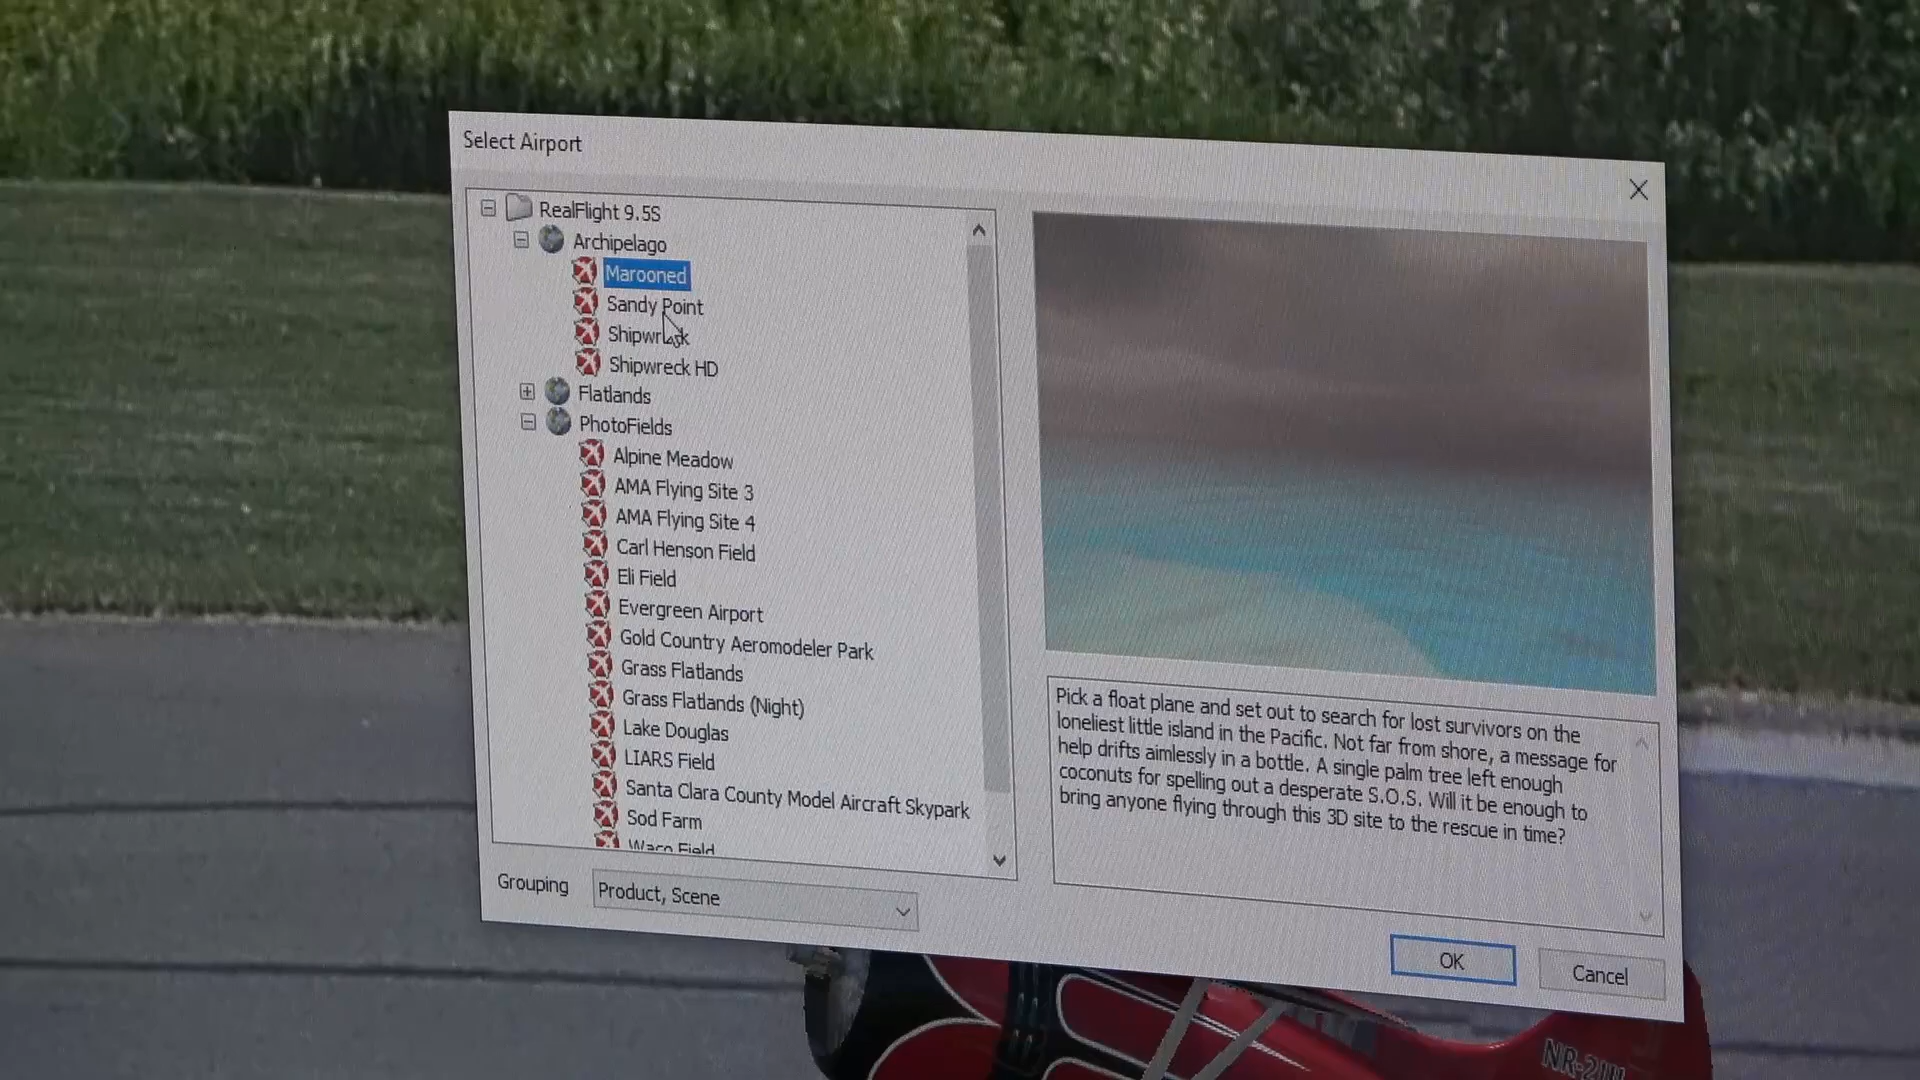 Select Airport
RealFlight 9.5S
Archipelago
Marooned
Sandy Point
Shipwreck
Shipwreck HD
Flatlands
PhotoFields
Alpine Meadow
AMA Flying Site 3
AMA Flying Site 4
Carl Henson Field
Eli Field
Evergreen Airport
Gold Country Aeromodeler Park
Grass Flatlands
Grass Flatlands (Night)
Lake Douglas
LIARS Field
Santa Clara County Model Aircraft Skypark
Sod Farm
Waco Field
Grouping
Product, Scene
Pick a float plane and set out to search for lost survivors on the
loneliest little island in the Pacific. Not far from shore, a message for
help drifts aimlessly in a bottle. A single palm tree left enough
coconuts for spelling out a desperate S.O.S. Will it be enough to
bring anyone flying through this 3D site to the rescue in time?
OK
Cancel